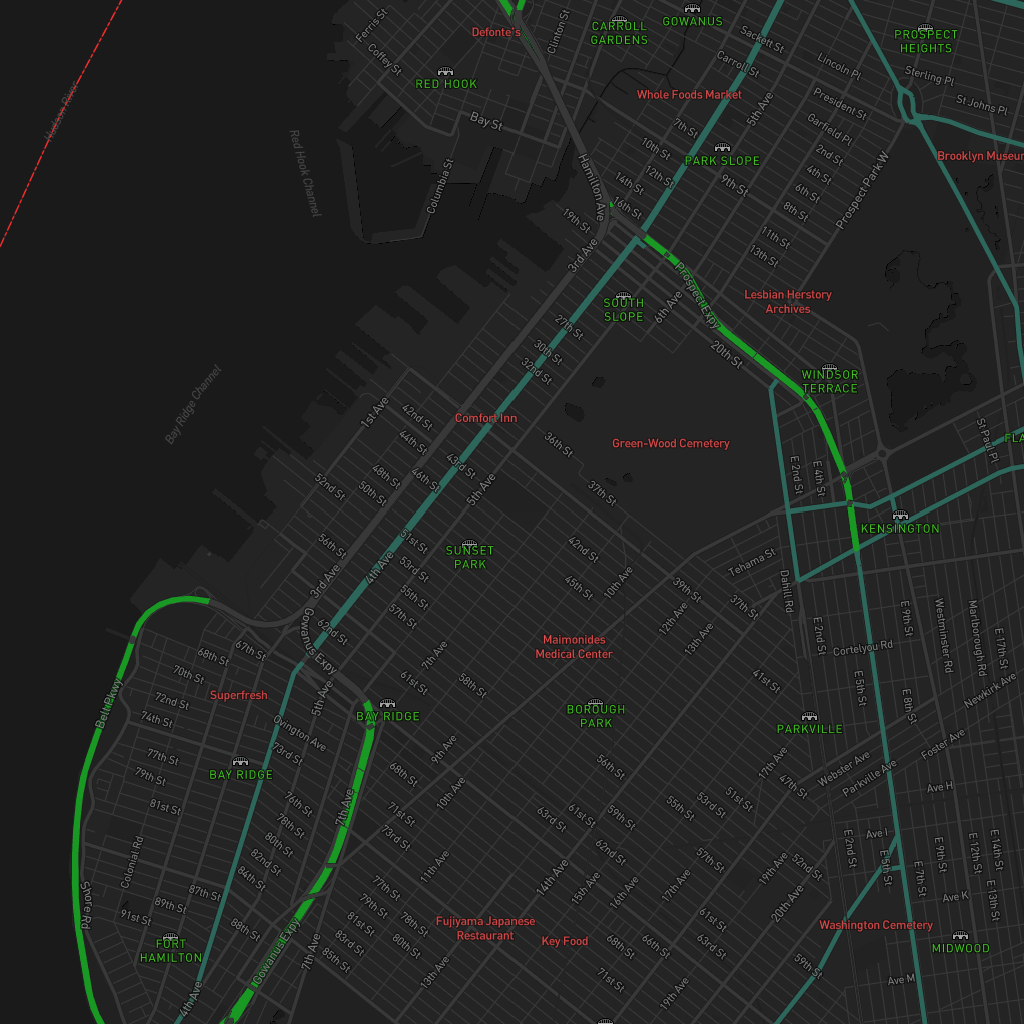 Ferris St
Clinton St
CARROLL
GARDENS
GOWANUS
Defonte's
Sackett St
PROSPECT
HEIGHTS
Coffey St
Carroll St
Lincoln Pl
Sterling Pl
RED HOOK
Whole Foods Market
5th Ave
President St
St Johns Pl
Hudson River
Bay St
7th St
Garfield Pl
10th St
PARK SLOPE
2nd St
Brooklyn Museum
Red Hook Channel
Columbia St
Hamilton Ave
12th St
14th St
9th St
4th St
6th St
Prospect Park W
16th St
8th St
19th St
11th St
3rd Ave
13th St
Prospect Expy
SOUTH
SLOPE
6th Ave
Lesbian Herstory
Archives
27th St
30th St
32nd St
20th St
WINDSOR
TERRACE
Bay Ridge Channel
1st Ave
42nd St
Comfort Inn
44th St
36th St
Green-Wood Cemetery
St Paul Pl
FLA
48th St
43rd St
46th St
52nd St
50th St
5th Ave
37th St
E 2nd St
E 4th St
KENSINGTON
56th St
51st St
SUNSET
PARK
42nd St
53rd St
4th Ave
3rd Ave
Tehama St
55th St
45th St
10th Ave
39th St
37th St
Dahill Rd
57th St
12th Ave
E 9th St
Westminster Rd
Marlborough Rd
62nd St
Gowanus Expy
13th Ave
E 2nd St
E 17th St
Maimonides
Medical Center
Cortelyou Rd
67th St
68th St
7th Ave
70th St
61st St
58th St
41st St
E 5th St
Newkirk Ave
Superfresh
5th Ave
72nd St
74th St
Belt Pkwy
BAY RIDGE
BOROUGH
PARK
PARKVILLE
E 8th St
Ovington Ave
73rd St
9th Ave
Foster Ave
77th St
79th St
BAY RIDGE
68th St
56th St
17th Ave
47th St
Webster Ave
Parkville Ave
Ave H
81st St
76th St
78th St
7th Ave
10th Ave
71st St
63rd St
61st St
59th St
55th St
53rd St
51st St
80th St
73rd St
62nd St
Ave I
E 2nd St
E 5th St
E 9th St
E 12th St
E 14th St
Colonial Rd
82nd St
84th St
11th Ave
14th Ave
57th St
19th Ave
52nd St
E 7th St
77th St
79th St
15th Ave
16th Ave
17th Ave
20th Ave
Ave K
E 13th St
Shore Rd
87th St
89th St
91st St
88th St
81st St
78th St
Fujiyama Japanese
Restaurant
61st St
Washington Cemetery
83rd St
80th St
Key Food
68th St
66th St
63rd St
FORT
HAMILTON
85th St
MIDWOOD
Gowanus Expy
7th Ave
13th Ave
71st St
59th St
4th Ave
19th Ave
Ave M